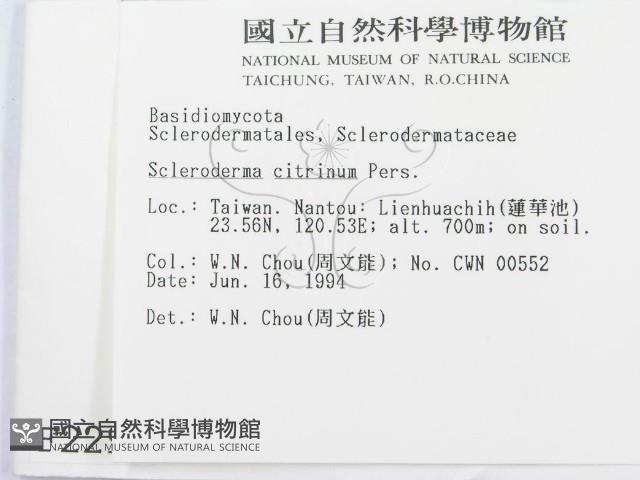 國立自然科學博物館
NATIONAL MUSEUM OF NATURAL SCIENCE
TAICHUNG, TAIWAN, R.O.CHINA
Basidiomycota
Sclerodermatales, Sclerodermataceae
Scleroderma citrinum Pers.
Loc.: Taiwan. Nantou: Lienhuachih(蓮華池)
23.56N, 120.53E; alt. 700m; on soil.
Col.: W.N. Chou(周文能); No. CWN 00552
Date: Jun. 16, 1994
Det.: W.N. Chou(周文能)
國立自然科學博物館
NATIONAL MUSEUM OF NATURAL SCIENCE